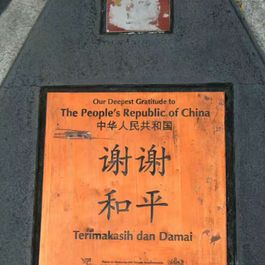 Our Deepest Gratitude to
The People's Republic of China
中华人民共和国
谢谢
和平
Terimakasih dan Damai